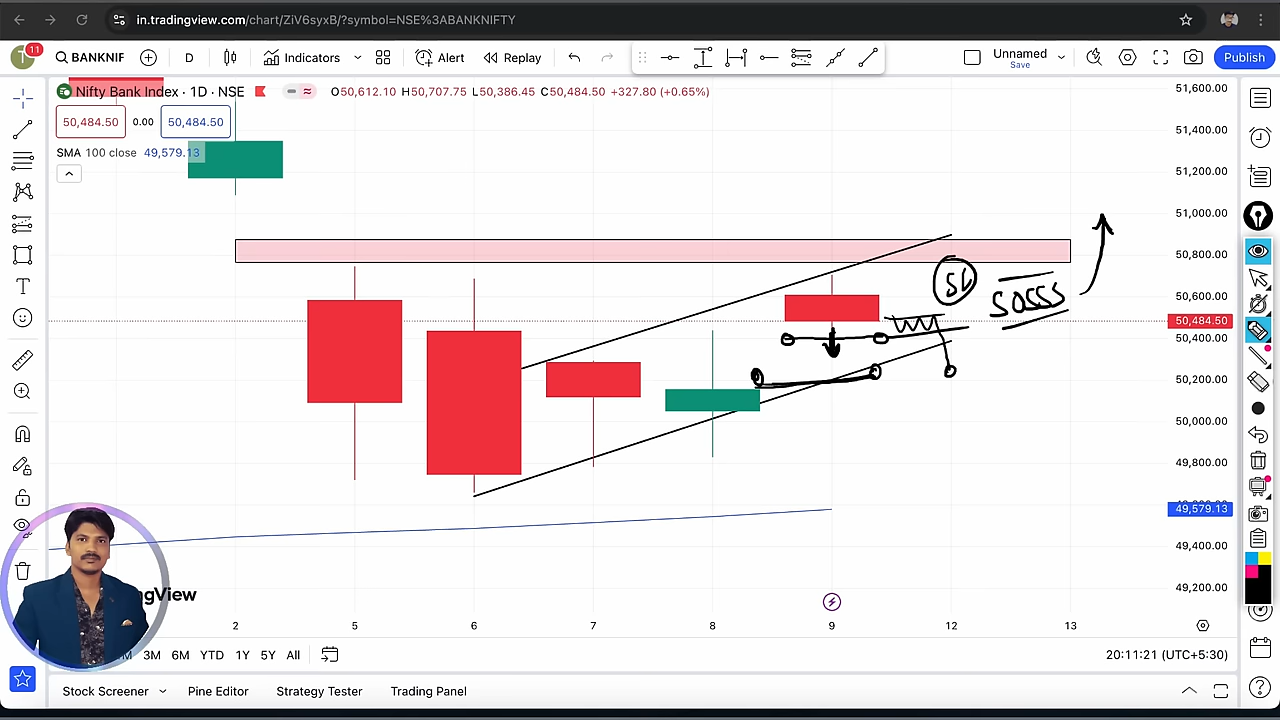 in.tradingview.com/chart/ZiV6syxB/?symbol=NSE%3ABANKNIFTY
T 11 BANKNIF D Indicators Alert Replay Unnamed Save Publish
Nifty Bank Index · 1D · NSE O50,612.10 H50,707.75 L50,386.45 C50,484.50 +327.80 (+0.65%)
50,484.50 0.00 50,484.50
SMA 100 close 49,579.13
51,600.00
51,400.00
51,200.00
51,000.00
50,800.00
50,600.00
50,484.50
50,400.00
50,200.00
50,000.00
49,800.00
49,579.13
49,400.00
49,200.00
SL
50555
gView
2 5 6 7 8 9 12 13
3M 6M YTD 1Y 5Y All 20:11:21 (UTC+5:30)
Stock Screener Pine Editor Strategy Tester Trading Panel